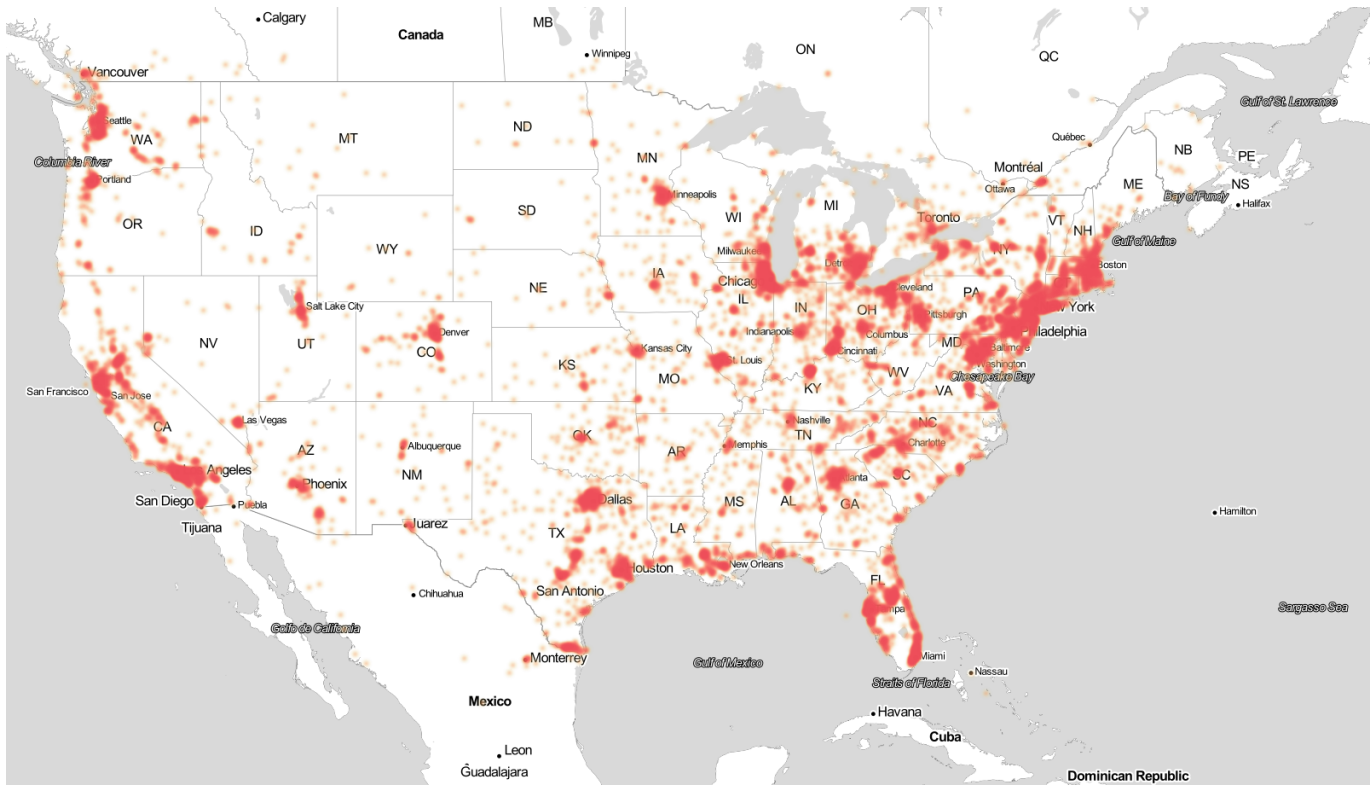 Calgary
MB
Canada
ON
QC
Winnipeg
Vancouver
Gulf of St. Lawrence
Seattle
ND
MT
WA
Québec
NB
PE
MN
Columbia River
Montréal
Portland
Ottawa
ME
NS
Minneapolis
Bay of Fundy
Halifax
SD
WI
MI
Toronto
VT
OR
ID
NH
NY
Gulf of Maine
WY
Milwaukee
Detr
Boston
IA
Chicag
Cleveland
NE
PA
IL
Salt Lake City
IN
OH
Pittsburgh
w York
Denver
Indianapolis
Columbus
Philadelphia
NV
UT
CO
Kansas City
Cincinnati
MD
Baltimore
St. Louis
Washington
KS
WV
Chesapeake Bay
MO
KY
VA
San Francisco
San Jose
Las Vegas
CA
Nashville
NC
OK
TN
AZ
Albuquerque
Memphis
Charlotte
AR
Angeles
NM
SC
Phoenix
Atlanta
San Diego
Puebla
Dallas
MS
AL
GA
Hamilton
Tijuana
Juarez
TX
LA
New Orleans
Houston
FL
San Antonio
Chihuahua
Tampa
Sargasso Sea
Golfo de California
Monterrey
Gulf of Mexico
Miami
Nassau
Straits of Florida
Mexico
Havana
Cuba
Leon
Guadalajara
Dominican Republic